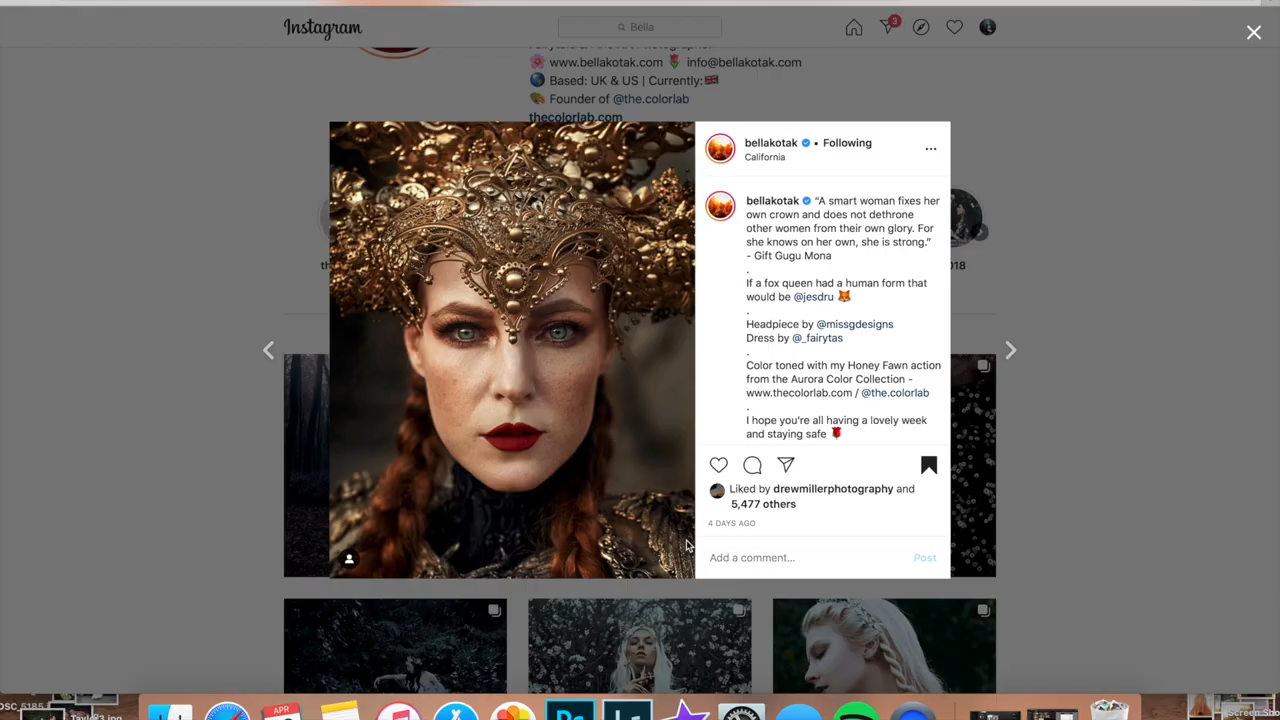 Instagram
Bella
3
www.bellakotak.com info@bellakotak.com
Based: UK & US | Currently:
Founder of @the.colorlab
thecolorlab.com
bellakotak • Following
California
bellakotak “A smart woman fixes her
own crown and does not dethrone
other women from their own glory. For
she knows on her own, she is strong.”
- Gift Gugu Mona
.
If a fox queen had a human form that
would be @jesdru
.
Headpiece by @missgdesigns
Dress by @_fairytas
.
Color toned with my Honey Fawn action
from the Aurora Color Collection -
www.thecolorlab.com / @the.colorlab
.
I hope you're all having a lovely week
and staying safe
Liked by drewmillerphotography and
5,477 others
4 DAYS AGO
Add a comment... Post
APR